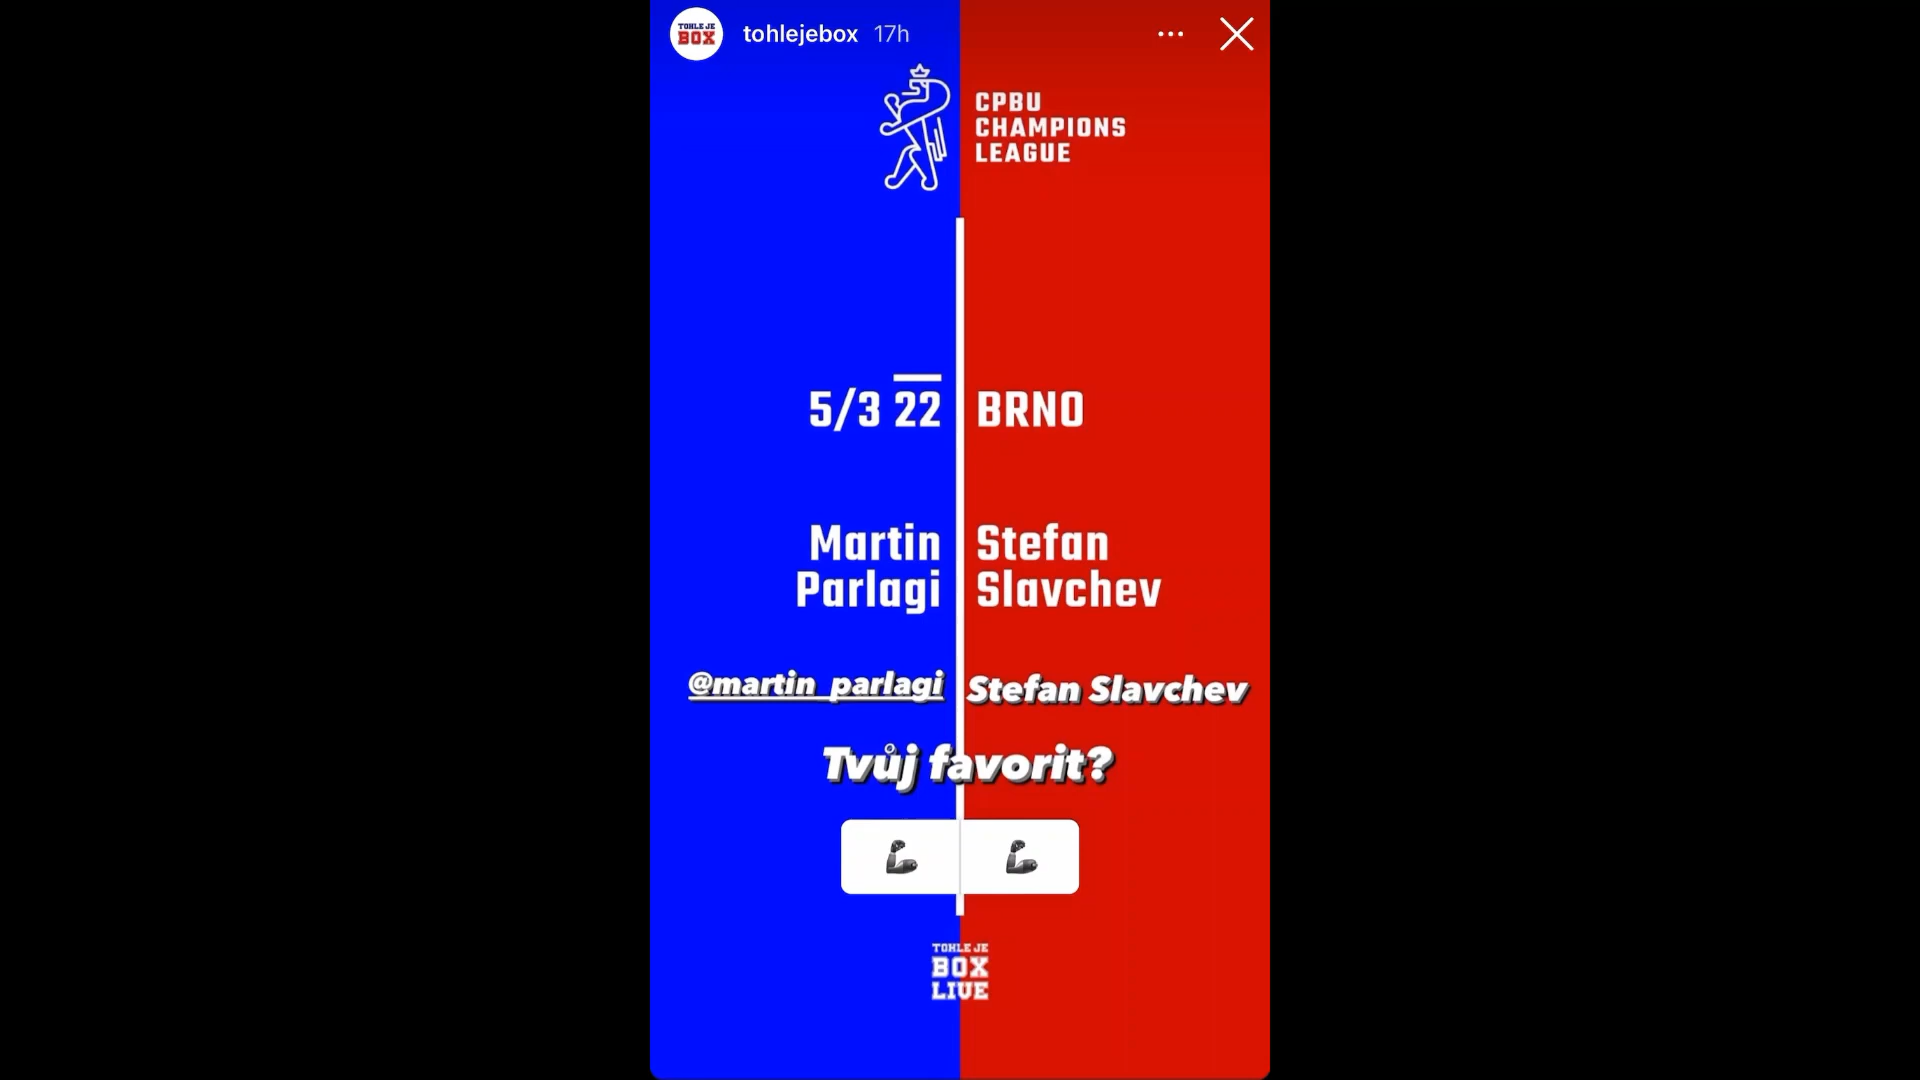 TOHLE JE
BOX
tohlejebox 17h
CPBU
CHAMPIONS
LEAGUE
5/3 22
BRNO
Martin
Parlagi
Stefan
Slavchev
@martin_parlagi
Stefan Slavchev
Tvůj favorit?
TOHLE JE
BOX
LIVE